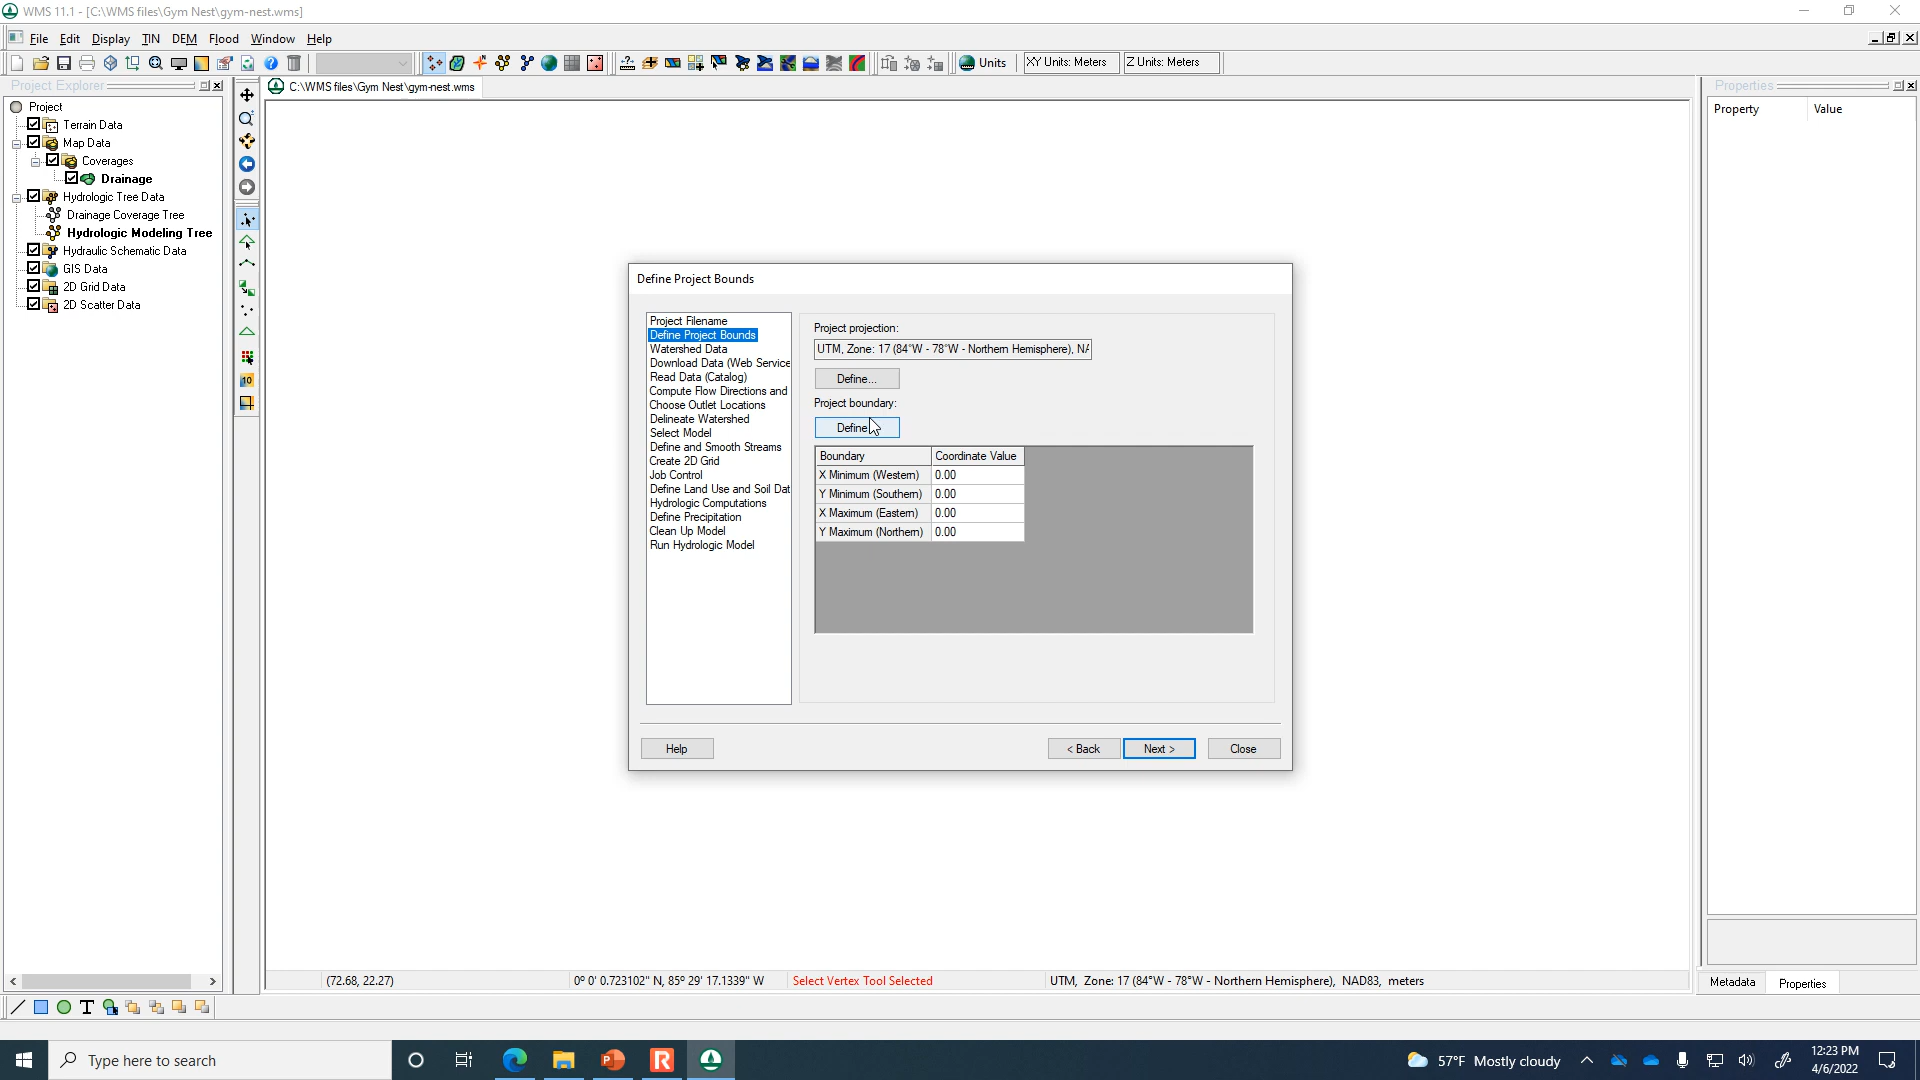 WMS 11.1 - [C:\WMS files\Gym Nest\gym-nest.wms]
File Edit Display TIN DEM Flood Window Help
Units XY Units: Meters Z Units: Meters
Project Explorer
C:\WMS files\Gym Nest\gym-nest.wms
Properties
Project
Terrain Data
Map Data
Coverages
Drainage
Hydrologic Tree Data
Drainage Coverage Tree
Hydrologic Modeling Tree
Hydraulic Schematic Data
GIS Data
2D Grid Data
2D Scatter Data
10
Property Value
Define Project Bounds
Project Filename
Define Project Bounds
Watershed Data
Download Data (Web Service
Read Data (Catalog)
Compute Flow Directions and
Choose Outlet Locations
Delineate Watershed
Select Model
Define and Smooth Streams
Create 2D Grid
Job Control
Define Land Use and Soil Dat
Hydrologic Computations
Define Precipitation
Clean Up Model
Run Hydrologic Model
Project projection:
UTM, Zone: 17 (84°W - 78°W - Northern Hemisphere), NA
Define...
Project boundary:
Define
Boundary Coordinate Value
X Minimum (Western) 0.00
Y Minimum (Southern) 0.00
X Maximum (Eastern) 0.00
Y Maximum (Northern) 0.00
Help < Back Next > Close
(72.68, 22.27) 0º 0' 0.723102" N, 85º 29' 17.1339" W Select Vertex Tool Selected UTM, Zone: 17 (84°W - 78°W - Northern Hemisphere), NAD83, meters
Metadata Properties
T
Type here to search
P
R
57°F Mostly cloudy
12:23 PM
4/6/2022